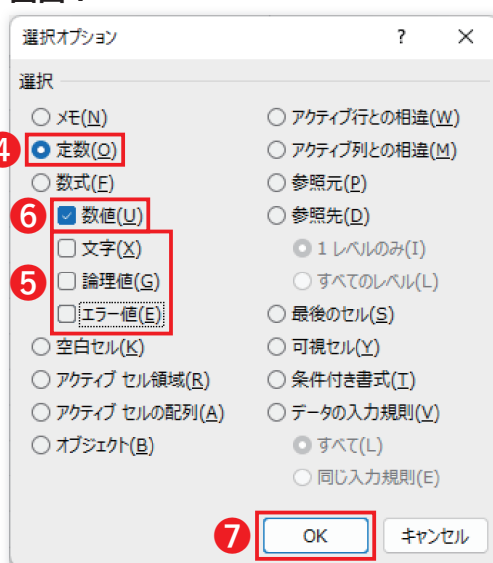 選択オプション ? ×
選択
メモ(N)
4 定数(O)
数式(F)
6 数値(U)
文字(X)
5 論理値(G)
エラー値(E)
空白セル(K)
アクティブ セル領域(R)
アクティブ セルの配列(A)
オブジェクト(B)
アクティブ行との相違(W)
アクティブ列との相違(M)
参照元(P)
参照先(D)
1 レベルのみ(I)
すべてのレベル(L)
最後のセル(S)
可視セル(Y)
条件付き書式(T)
データの入力規則(V)
すべて(L)
同じ入力規則(E)
7 OK キャンセル